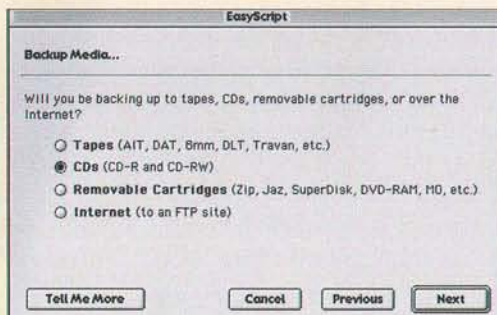 EasyScript
Backup Media...
Will you be backing up to tapes, CDs, removable cartridges, or over the
Internet?
Tapes (AIT, DAT, 8mm, DLT, Travan, etc.)
CDs (CD-R and CD-RW)
Removable Cartridges (Zip, Jaz, SuperDisk, DVD-RAM, MO, etc.)
Internet (to an FTP site)
Tell Me More
Cancel
Previous
Next